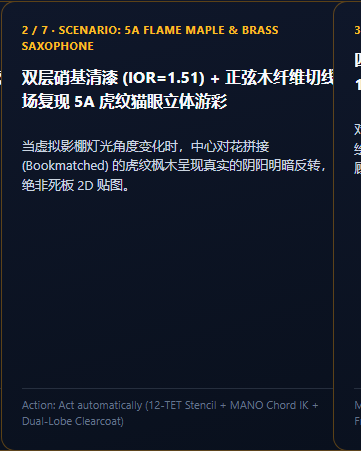 2 / 7 · SCENARIO: 5A FLAME MAPLE & BRASS
SAXOPHONE
双层硝基清漆 (IOR=1.51) + 正弦木纤维切线
场复现 5A 虎纹猫眼立体游彩
当虚拟影棚灯光角度变化时，中心对花拼接
(Bookmatched) 的虎纹枫木呈现真实的阴阳明暗反转，
绝非死板 2D 贴图。
Action: Act automatically (12-TET Stencil + MANO Chord IK +
Dual-Lobe Clearcoat)
3